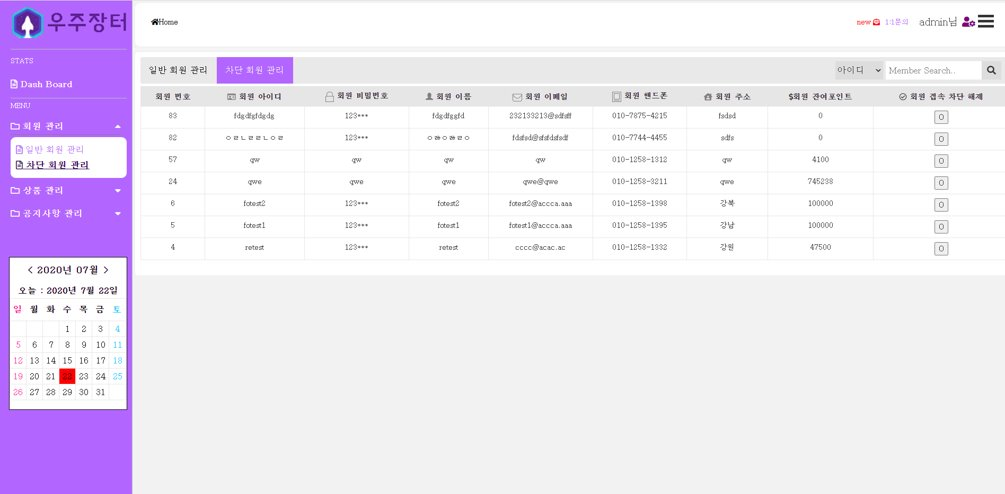 우주장터
STATS
Dash Board
MENU
회원 관리
일반 회원 관리
차단 회원 관리
상품 관리
공지사항 관리
2020년 07월
오늘 : 2020년 7월 22일
일 월 화 수 목 금 토
1 2 3 4
5 6 7 8 9 10 11
12 13 14 15 16 17 18
19 20 21 22 23 24 25
26 27 28 29 30 31
Home
new 1:1문의 admin님
일반 회원 관리 차단 회원 관리 아이디 Member Search..
회원 번호 회원 아이디 회원 비밀번호 회원 이름 회원 이메일 회원 핸드폰 회원 주소 $회원 잔여포인트 회원 접속 차단 해제
83 fdgdfgfdgdg 123*** fdgdfggfd 232133213@sdfsff 010-7875-4215 fsdsd 0 O
82 123*** fdsfsd@sfsfdsfsdf 010-7744-4455 sdfs 0 O
57 qw qw qw qw 010-1258-1312 qw 4100 O
24 qwe 123*** qwe qwe@qwe 010-1258-3211 qwe 745238 O
6 fotest2 123*** fotest2 fotest2@accca.aaa 010-1258-1398 강북 100000 O
5 fotest1 123*** fotest1 fotest1@accca.aaa 010-1258-1395 강남 100000 O
4 retest 123*** retest cccc@acac.ac 010-1258-1332 강원 47500 O